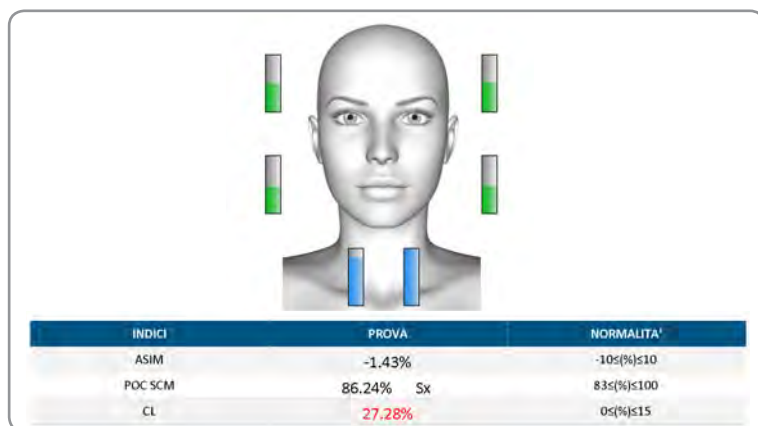 INDICI PROVA NORMALITA'
ASIM -1.43% -10≤(%)≤10
POC SCM 86.24% Sx 83≤(%)≤100
CL 27.28% 0≤(%)≤15